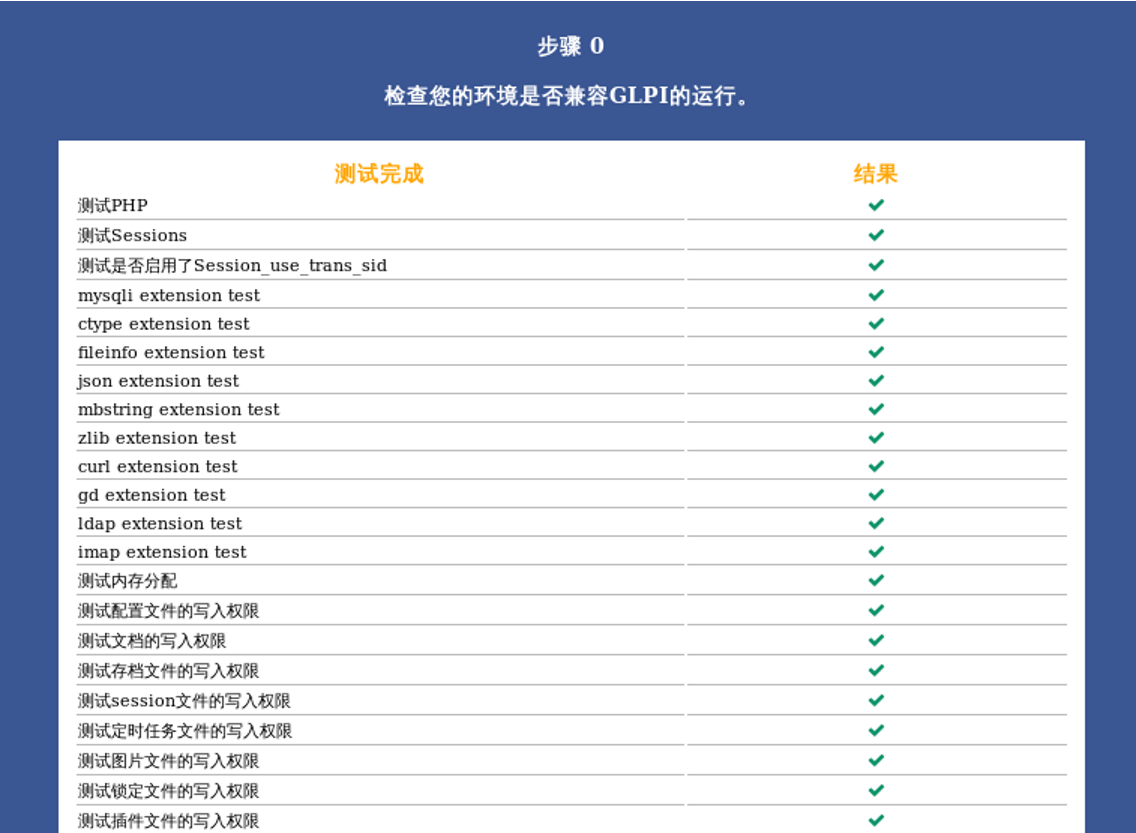 步骤 0
检查您的环境是否兼容GLPI的运行。
测试完成 结果
测试PHP
测试Sessions
测试是否启用了Session_use_trans_sid
mysqli extension test
ctype extension test
fileinfo extension test
json extension test
mbstring extension test
zlib extension test
curl extension test
gd extension test
ldap extension test
imap extension test
测试内存分配
测试配置文件的写入权限
测试文档的写入权限
测试存档文件的写入权限
测试session文件的写入权限
测试定时任务文件的写入权限
测试图片文件的写入权限
测试锁定文件的写入权限
测试插件文件的写入权限